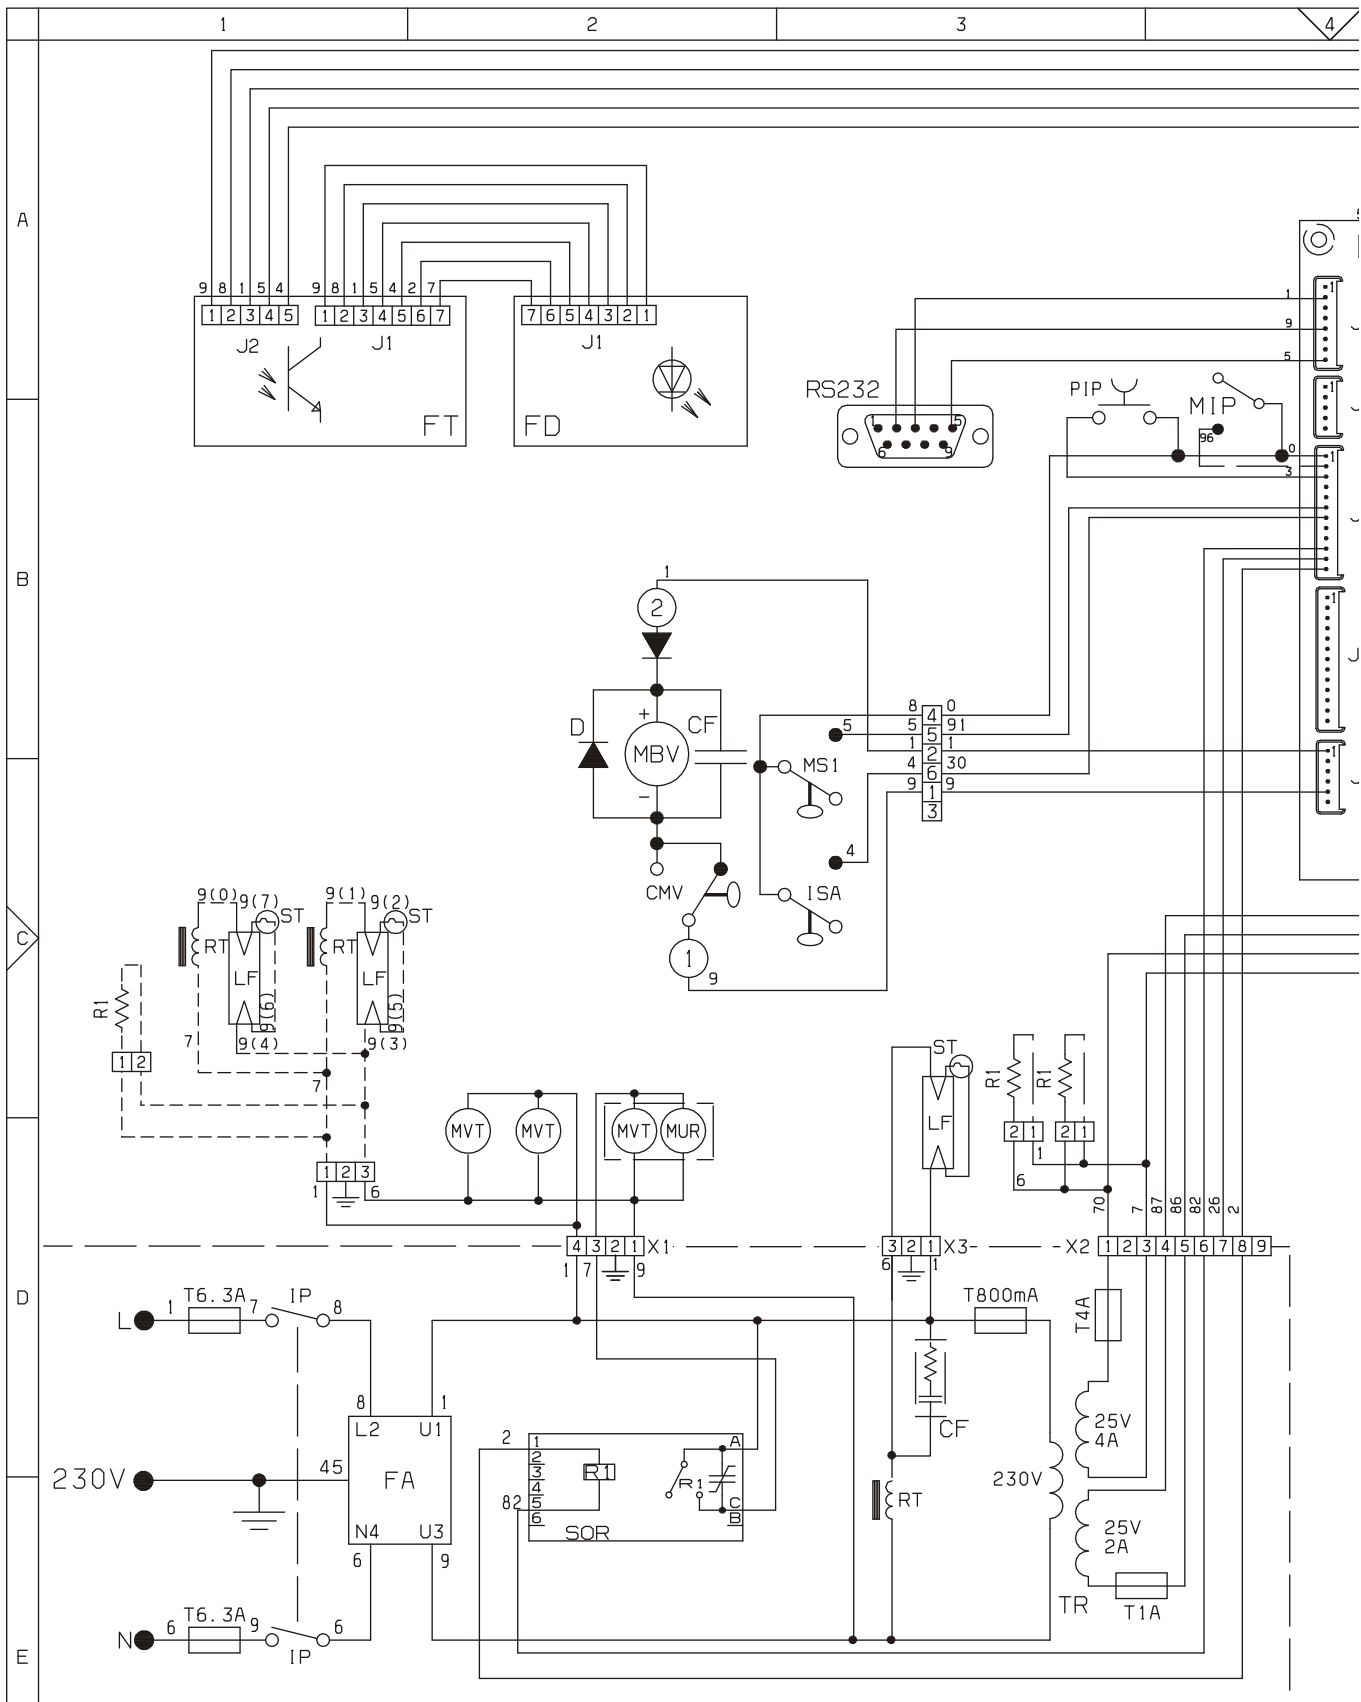 1 2 3 4
A
9 8 1 5 4 9 8 1 5 4 2 6 7
1 2 3 4 5 1 2 3 4 5 6 7 7 6 5 4 3 2 1
J2 J1 J1
FT FD
1
9
5
1
J
RS232
1 5
6 9
PIP
MIP
96
0
3
1
J
1
J
B
1
2
1
J
D
+
MBV
-
CF
5
MS1
8 4 0
5 5 91
1 2 1
4 6 30
9 1 9
3
1
J
4
CMV
ISA
1
9
C
9(0) 9(7) ST 9(1) 9(2) ST
RT LF RT LF
R1
9(6) 9(5)
7 9(4) 9(3)
1 2
7
ST
LF
R1 R1
MVT MVT MVT MUR
2 1 2 1
1
6
1 2 3
1 6
70 7 87 86 82 26 2
4 3 2 1 X1
3 2 1 X3
X2 1 2 3 4 5 6 7 8 9
1 7 9
6 1
D
L 1 T6.3A 7 IP 8
T800mA
T4A
8 1
L2 U1
2
1 2 3 4 5 6
R1
R1
A
C
B
82
SOR
CF
25V
4A
230V
45
FA
RT
230V
25V
2A
N4 U3
6 9
TR
T1A
N 6 T6.3A 9 IP 6
E